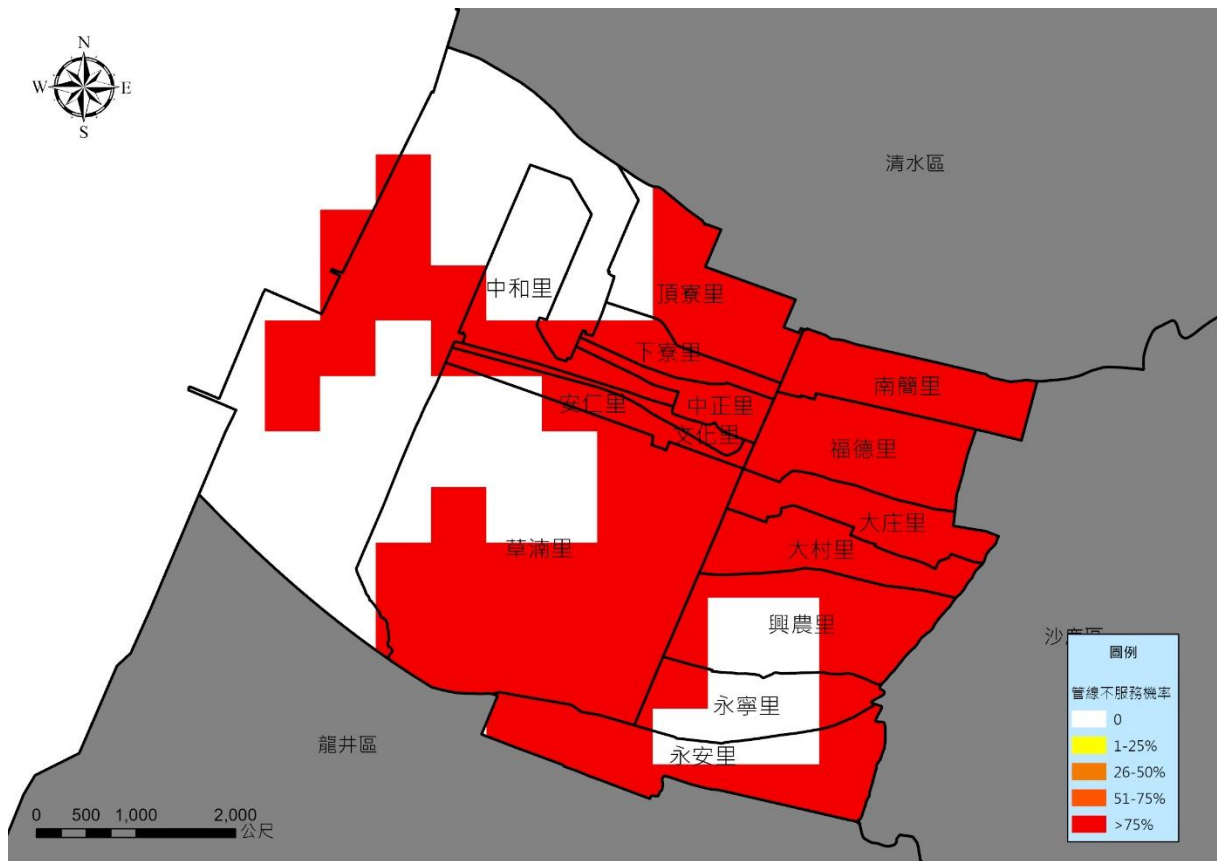 N
W
E
S
清水區
中和里
頂寮里
下寮里
南簡里
安仁里
中正里
文化里
福德里
大庄里
草湳里
大村里
興農里
沙鹿區
永寧里
龍井區
永安里
圖例
管線不服務機率
0
1-25%
26-50%
51-75%
>75%
0 500 1,000 2,000
公尺